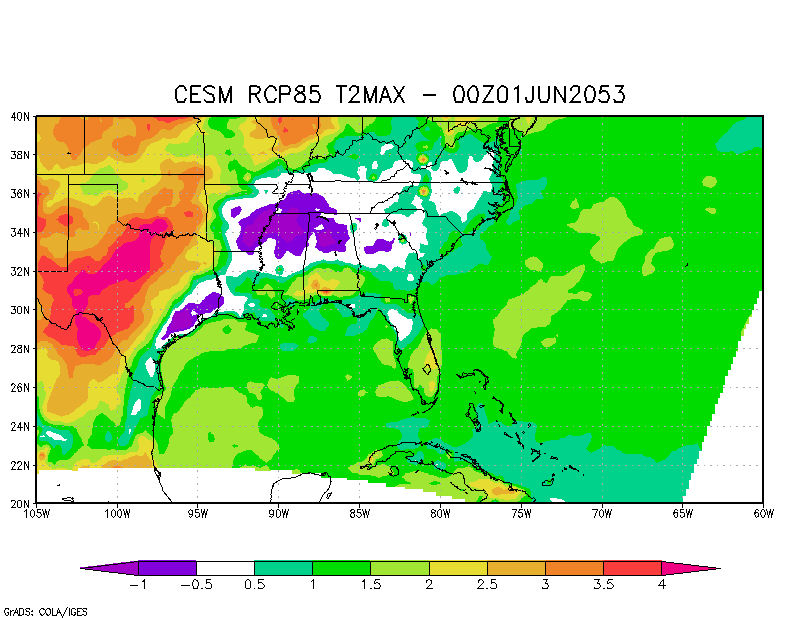 CESM RCP85 T2MAX – 00Z01JUN2053
40N
38N
36N
34N
32N
30N
28N
26N
24N
22N
20N
105W 100W 95W 90W 85W 80W 75W 70W 65W 60W
−1 −0.5 0.5 1 1.5 2 2.5 3 3.5 4
GrADS: COLA/IGES